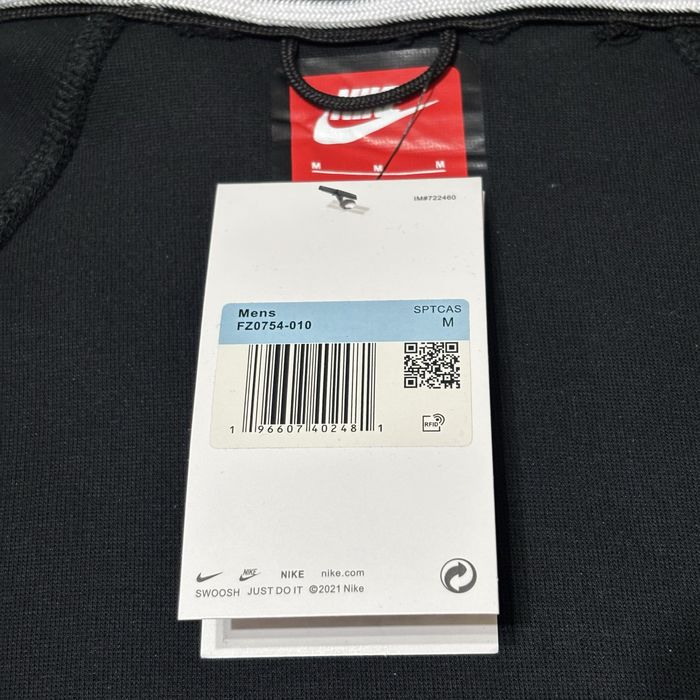 NIKE
M M M
IM#722460
Mens SPTCAS
FZ0754-010 M
1 96607 40248 1
RFID
NIKE NIKE nike.com
SWOOSH JUST DO IT ©2021 Nike